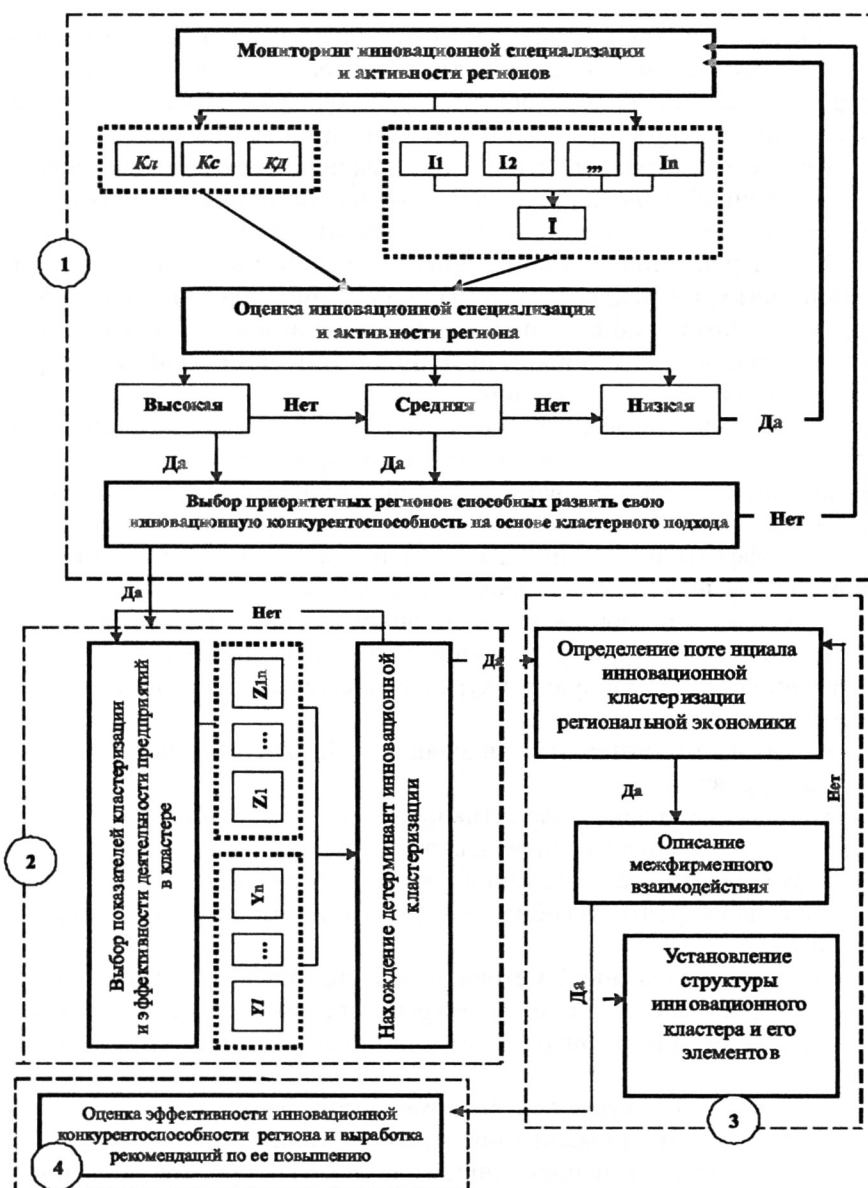 Мониторинг инновационной специализации
и активности регионов
Кл Кс КД
I1 I2 ,,, In
Ī
1
Оценка инновационной специализации
и активности региона
Высокая Нет Средняя Нет Низкая Да
Да Да
Выбор приоритетных регионов способных развить свою
инновационную конкурентоспособность на основе кластерного подхода
Нет
Да
Нет
2
Выбор показателей кластеризации
и эффективности деятельности предприятий
в кластере
Z1n
...
Z1
Yn
...
Y1
Нахождение детерминант инновационной
кластеризации
Да
Определение поте нциала
инновационной
кластеризации
региональной экономики
Да
Нет
Описание
межфирменного
взаимодействия
Да
Установление
структуры
инновационного
кластера и его
элементов
3
Оценка эффективности инновационной
конкурентоспособности региона и выработка
рекомендаций по ее повышению
4